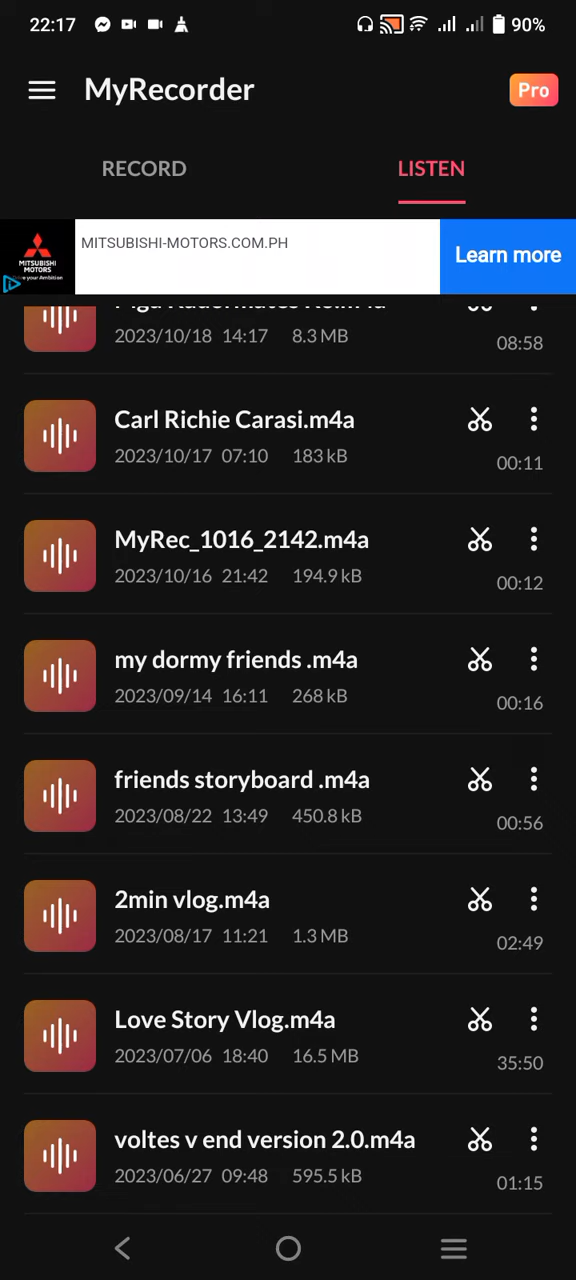 22:17
90%
MyRecorder
Pro
RECORD
LISTEN
MITSUBISHI
MOTORS
MITSUBISHI-MOTORS.COM.PH
Learn more
2023/10/18 14:17 8.3 MB
08:58
Carl Richie Carasi.m4a
2023/10/17 07:10 183 kB
00:11
MyRec_1016_2142.m4a
2023/10/16 21:42 194.9 kB
00:12
my dormy friends .m4a
2023/09/14 16:11 268 kB
00:16
friends storyboard .m4a
2023/08/22 13:49 450.8 kB
00:56
2min vlog.m4a
2023/08/17 11:21 1.3 MB
02:49
Love Story Vlog.m4a
2023/07/06 18:40 16.5 MB
35:50
voltes v end version 2.0.m4a
2023/06/27 09:48 595.5 kB
01:15